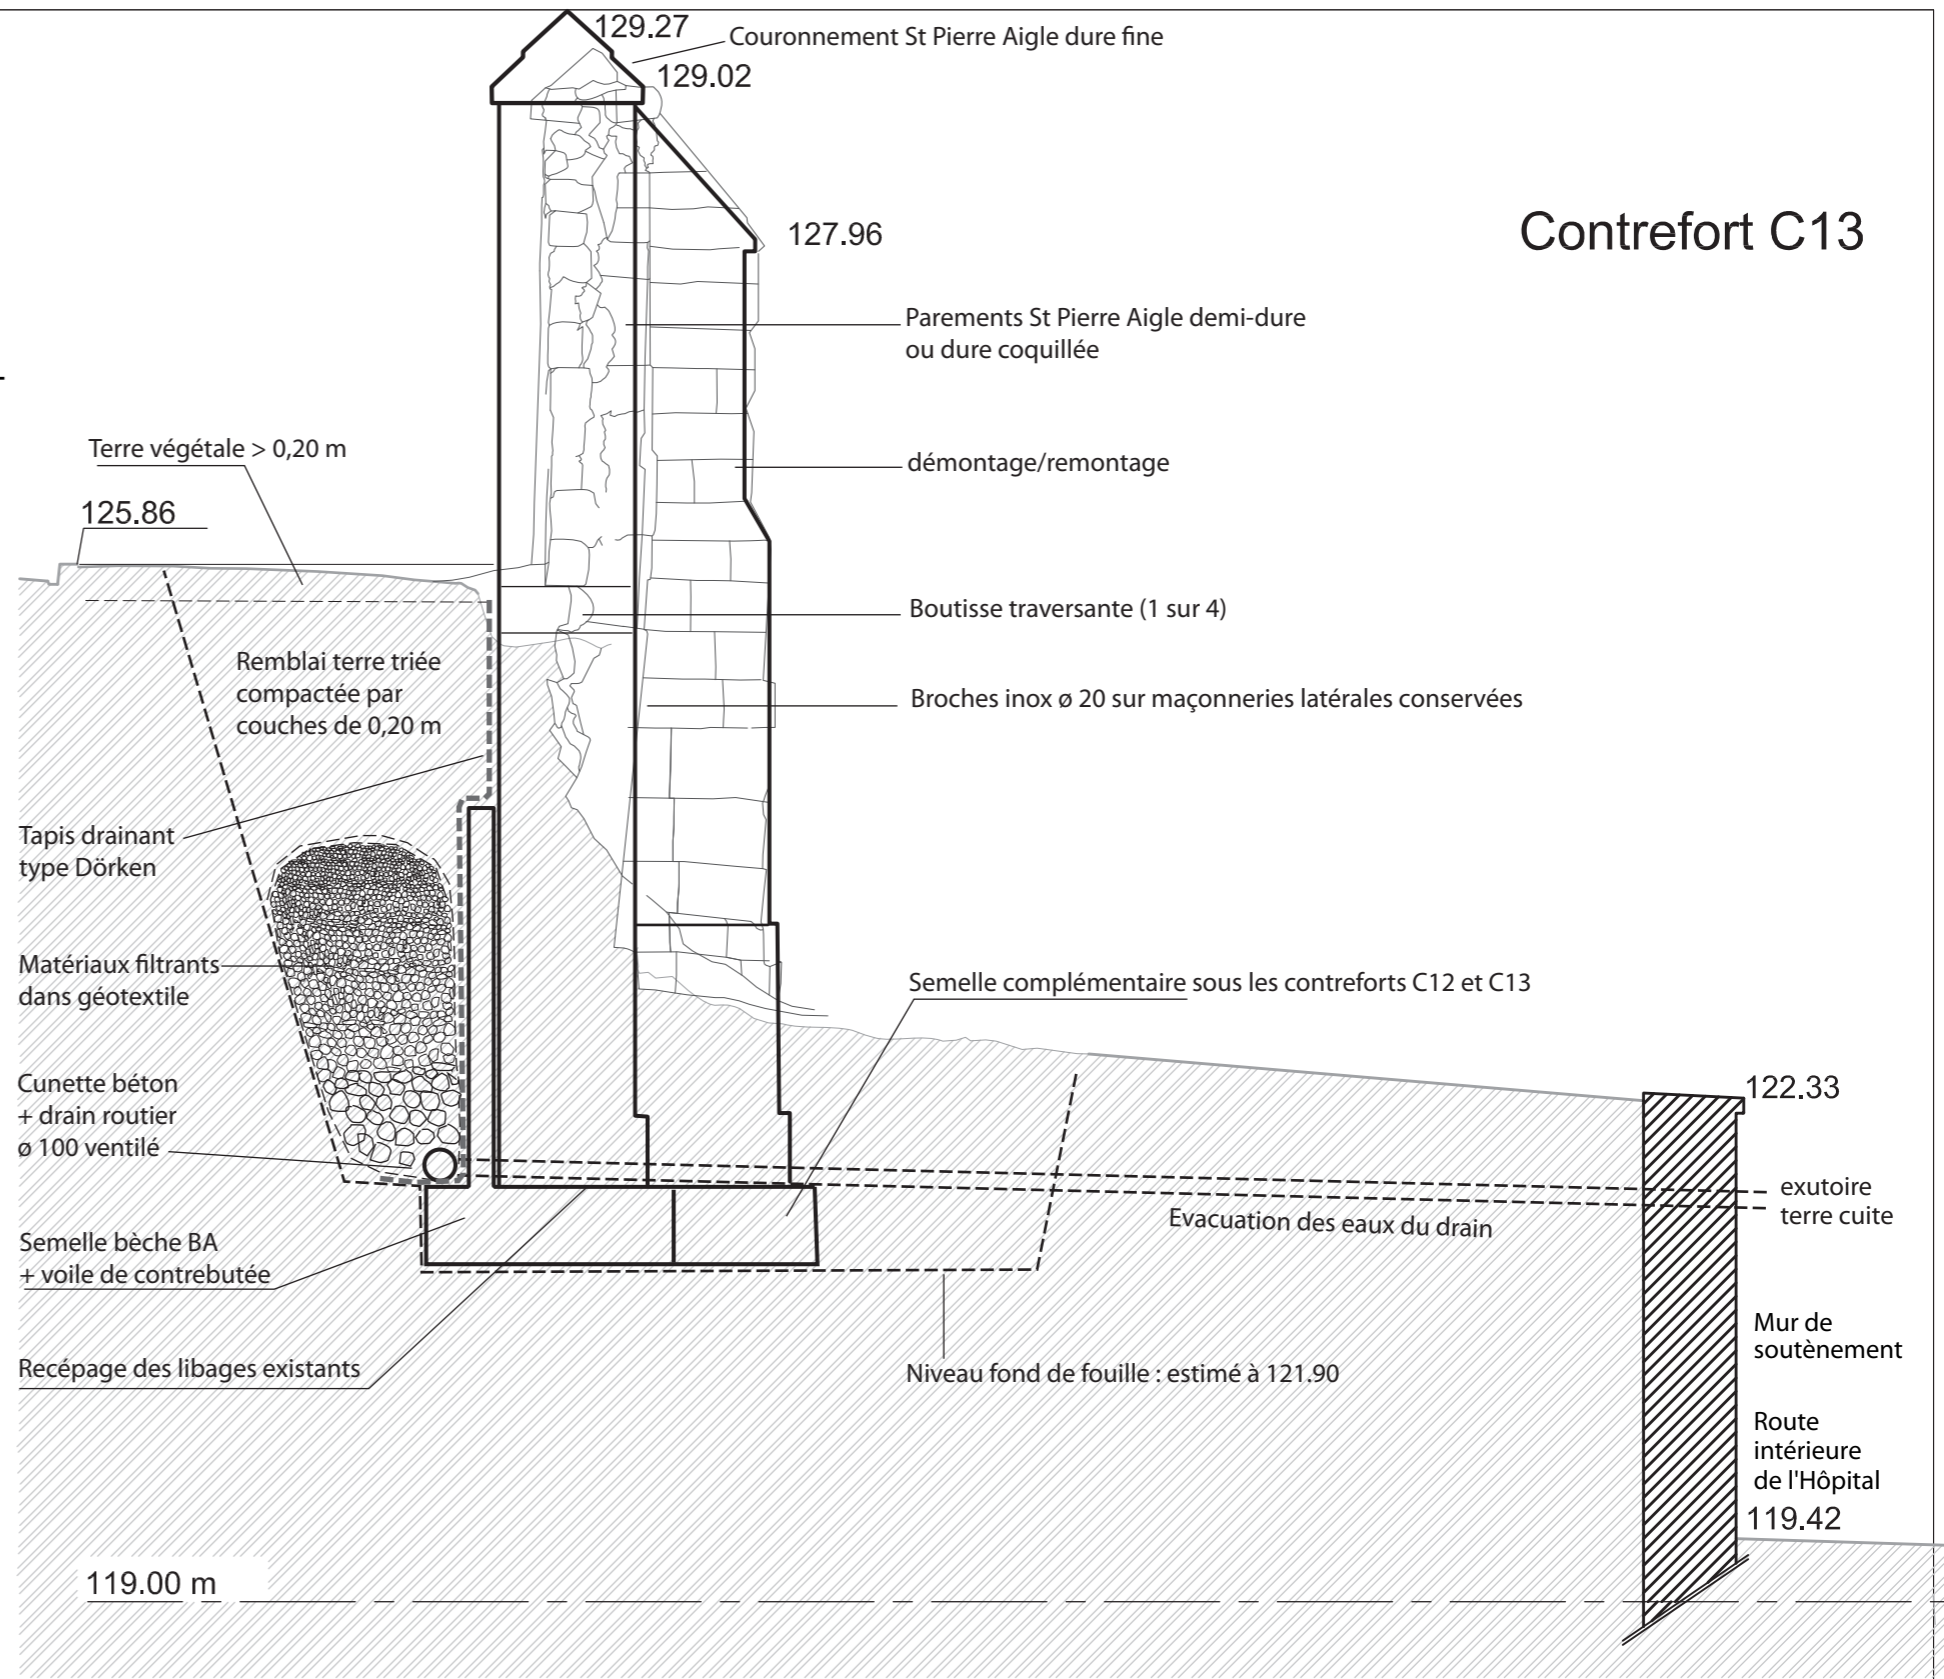 129.27
Couronnement St Pierre Aigle dure fine
129.02
127.96
Contrefort C13
Parements St Pierre Aigle demi-dure
ou dure coquillée
Terre végétale > 0,20 m
démontage/remontage
125.86
Boutisse traversante (1 sur 4)
Remblai terre triée
compactée par
couches de 0,20 m
Broches inox ø 20 sur maçonneries latérales conservées
Tapis drainant
type Dörken
Matériaux filtrants
dans géotextile
Semelle complémentaire sous les contreforts C12 et C13
Cunette béton
+ drain routier
ø 100 ventilé
122.33
exutoire
terre cuite
Evacuation des eaux du drain
Semelle bèche BA
+ voile de contrebutée
Mur de
soutènement
Recépage des libages existants
Niveau fond de fouille : estimé à 121.90
Route
intérieure
de l'Hôpital
119.42
119.00 m